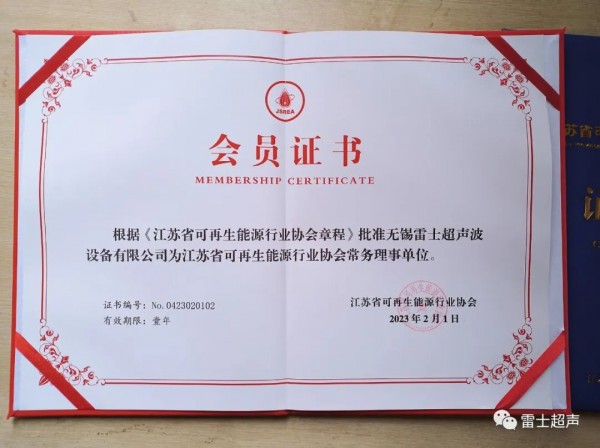 JSREA
会员证书
MEMBERSHIP CERTIFICATE
根据《江苏省可再生能源行业协会章程》批准无锡雷士超声波
设备有限公司为江苏省可再生能源行业协会常务理事单位。
证书编号：No.0423020102
有效期限：壹年
江苏省可再生能源行业协会
2023年2月1日
苏省可
雷士超声